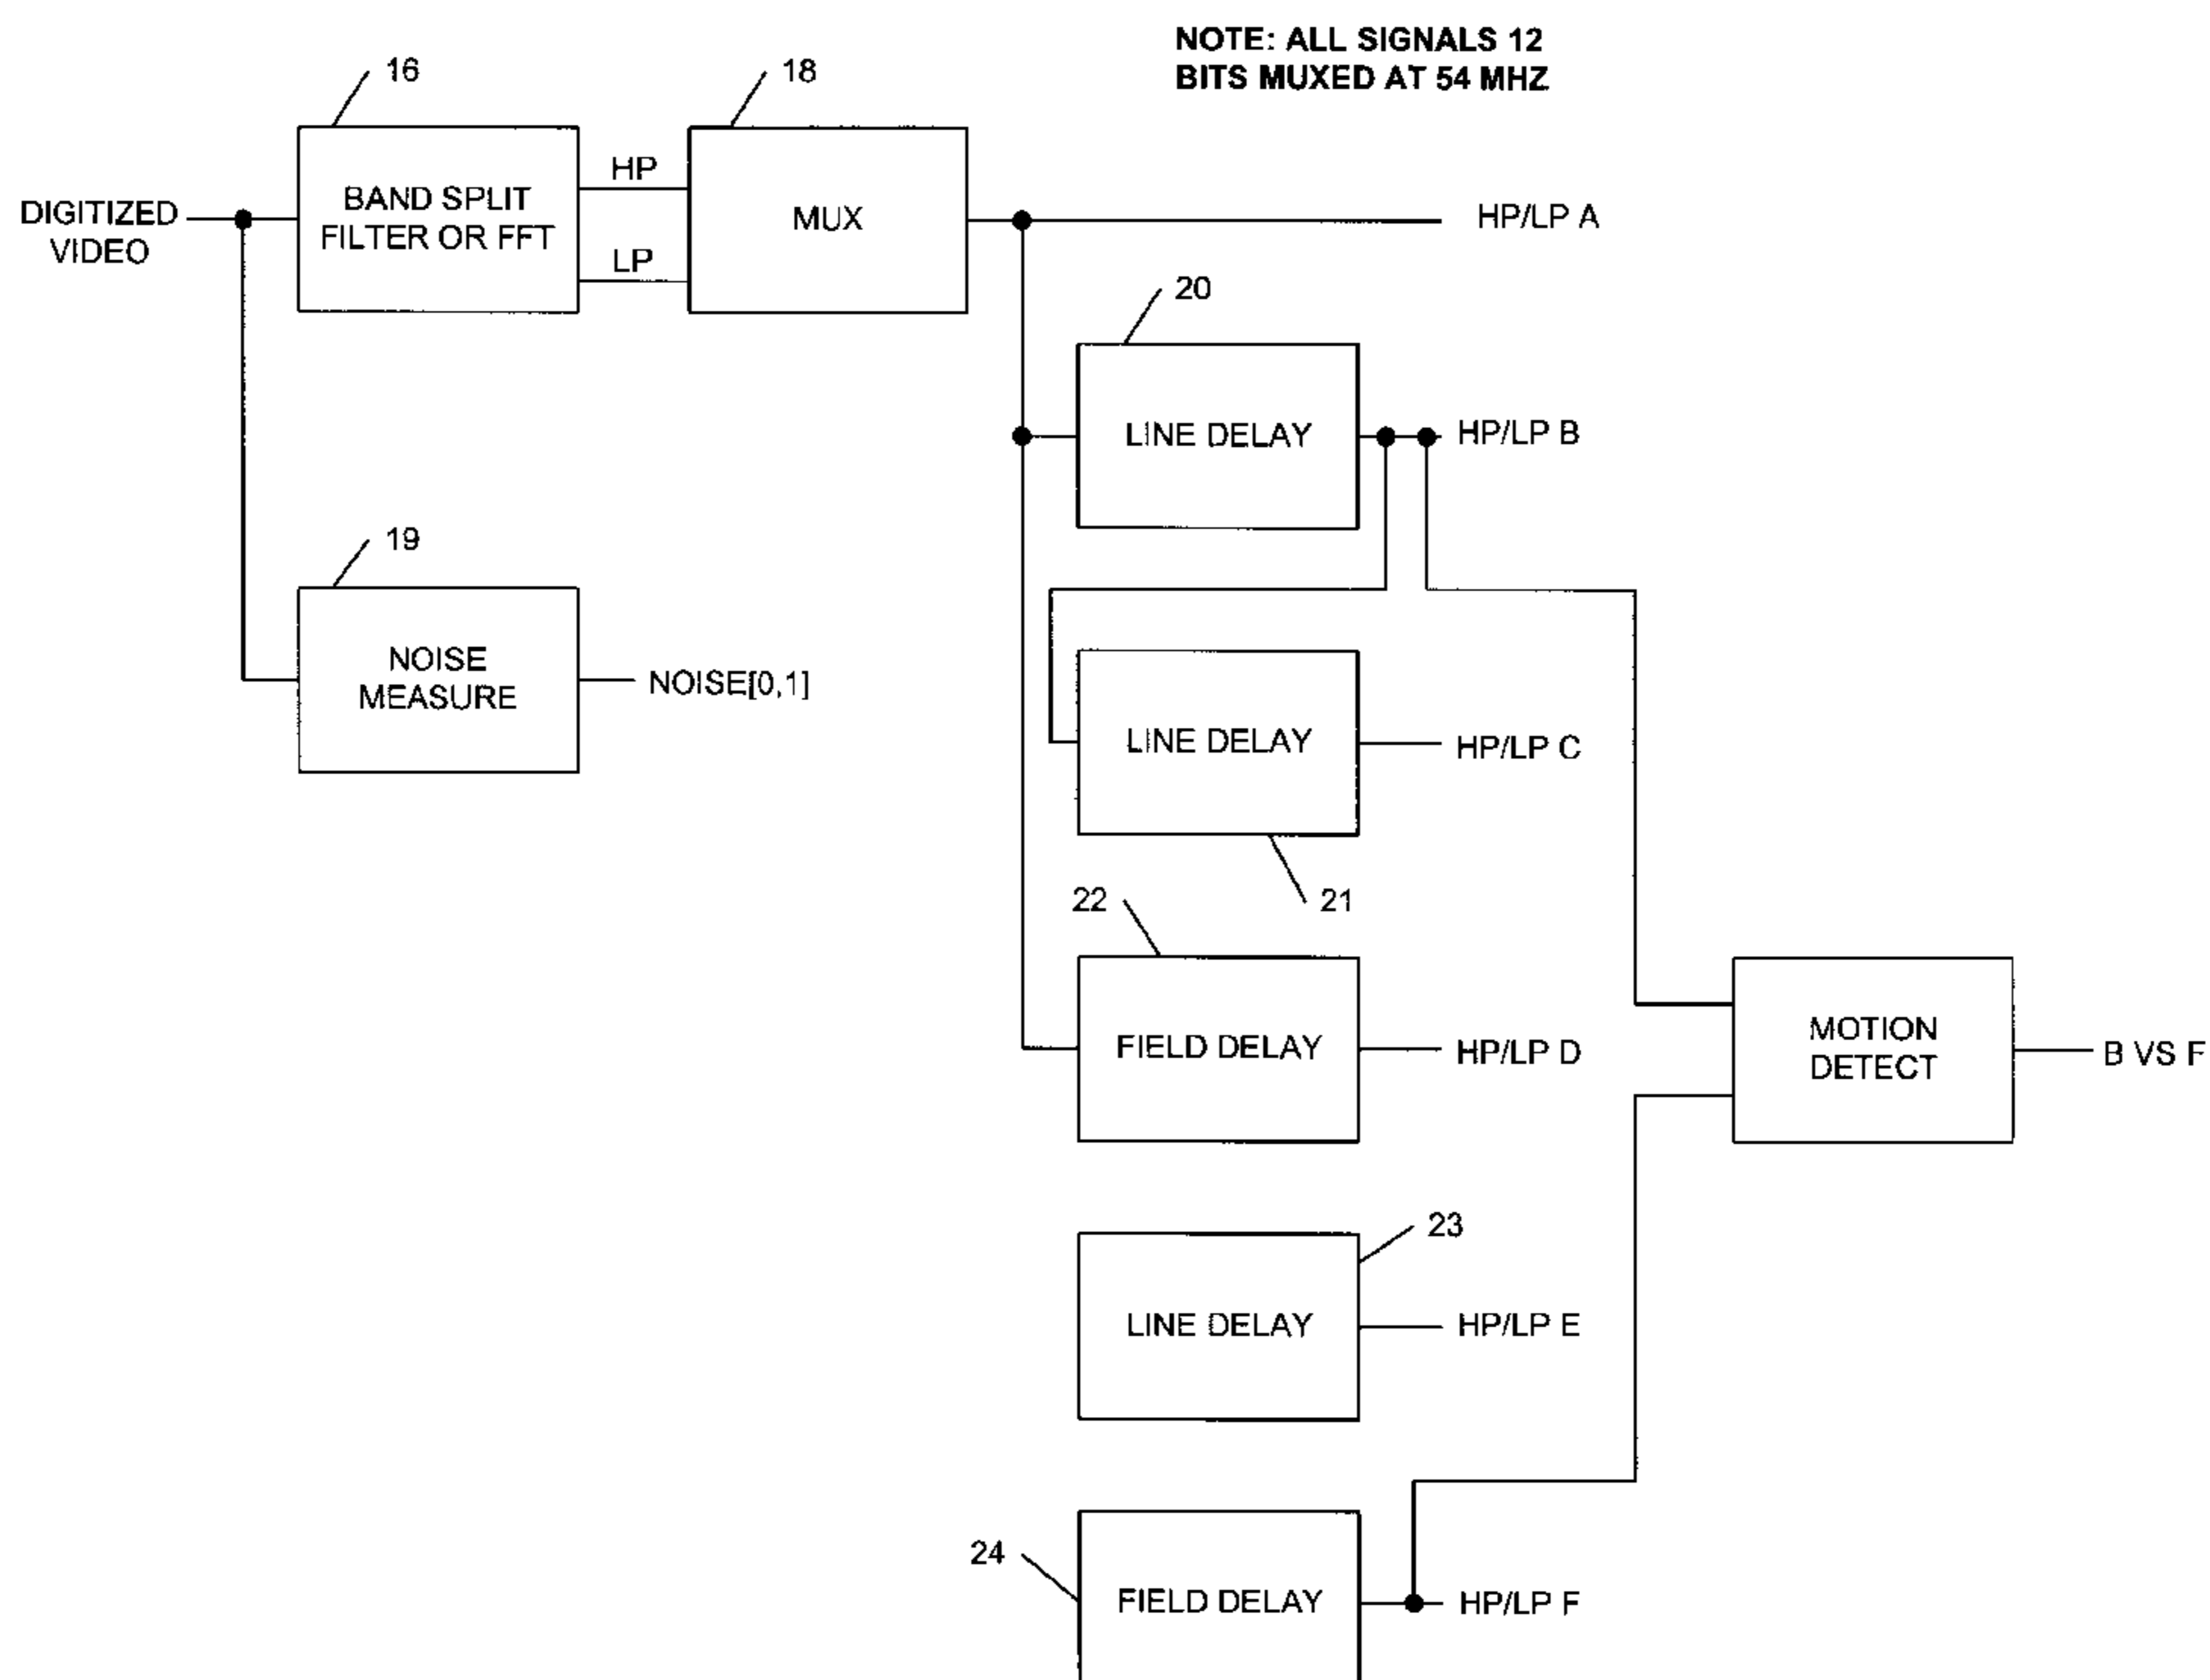 NOTE: ALL SIGNALS 12
BITS MUXED AT 54 MHZ
16
18
DIGITIZED
VIDEO
BAND SPLIT
FILTER OR FFT
HP
LP
MUX
HP/LP A
20
LINE DELAY
HP/LP B
19
NOISE
MEASURE
NOISE[0,1]
LINE DELAY
HP/LP C
21
22
FIELD DELAY
HP/LP D
MOTION
DETECT
B VS F
23
LINE DELAY
HP/LP E
24
FIELD DELAY
HP/LP F